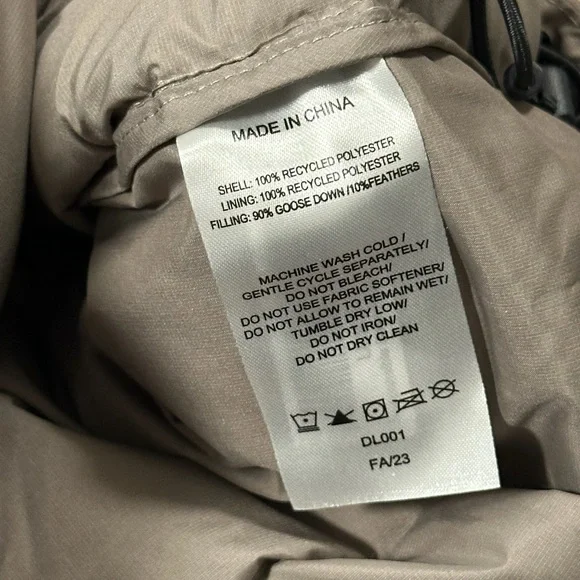 MADE IN CHINA
SHELL: 100% RECYCLED POLYESTER
LINING: 100% RECYCLED POLYESTER
FILLING: 90% GOOSE DOWN /10%FEATHERS
MACHINE WASH COLD /
GENTLE CYCLE SEPARATELY/
DO NOT BLEACH/
DO NOT USE FABRIC SOFTENER/
DO NOT ALLOW TO REMAIN WET/
TUMBLE DRY LOW/
DO NOT IRON/
DO NOT DRY CLEAN
DL001
FA/23